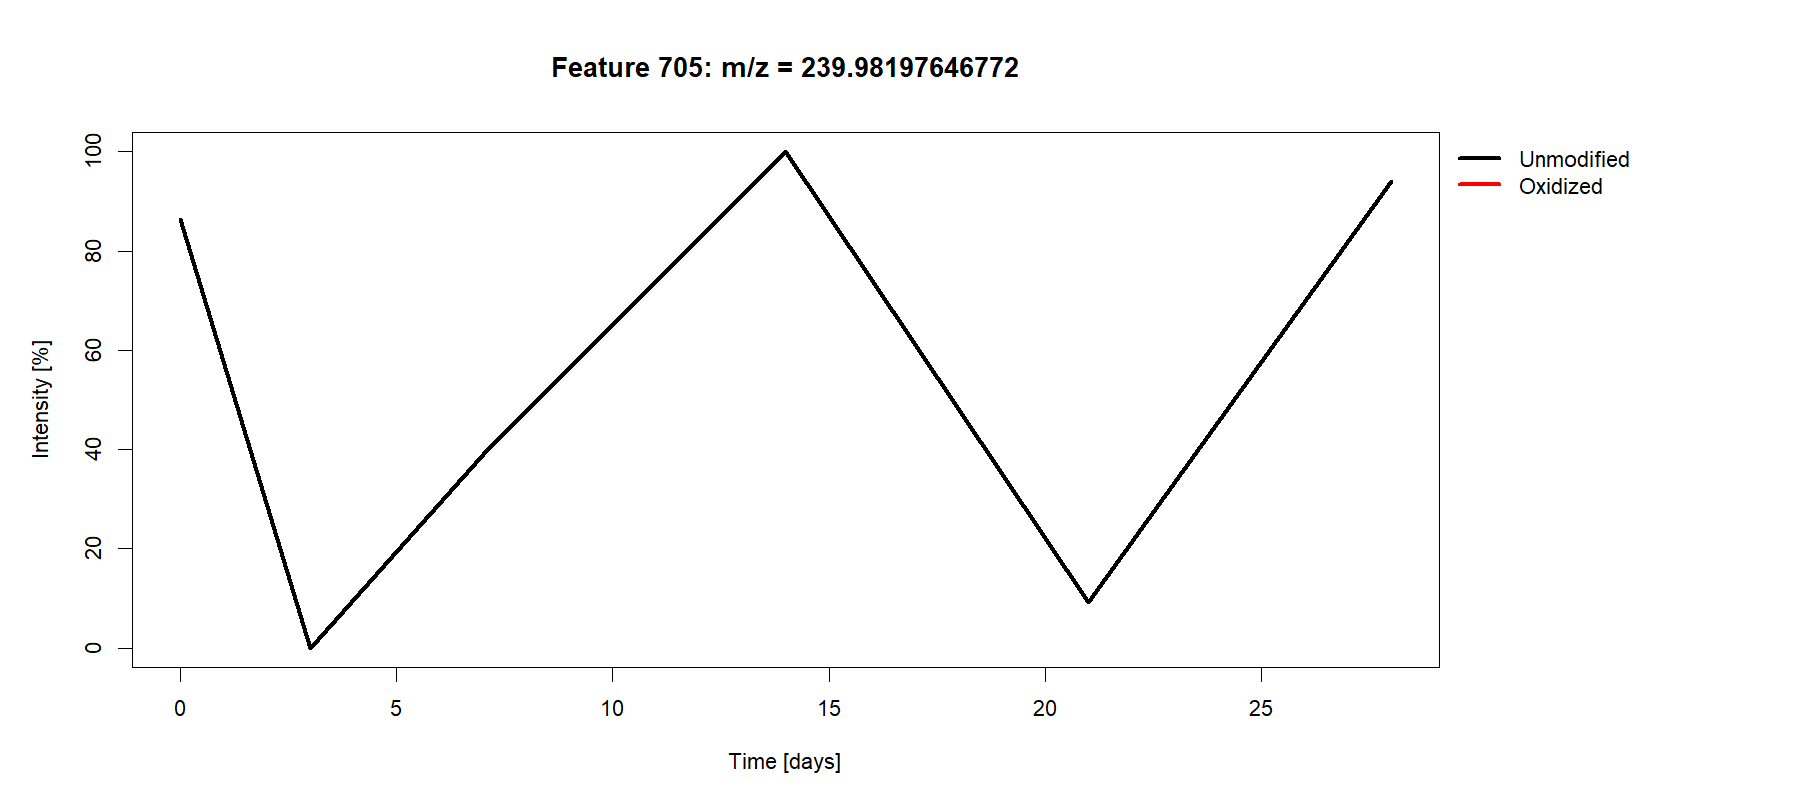 Feature 705: m/z = 239.98197646772
Unmodified
Oxidized
Intensity [%]
100
80
60
40
20
0
0 5 10 15 20 25
Time [days]